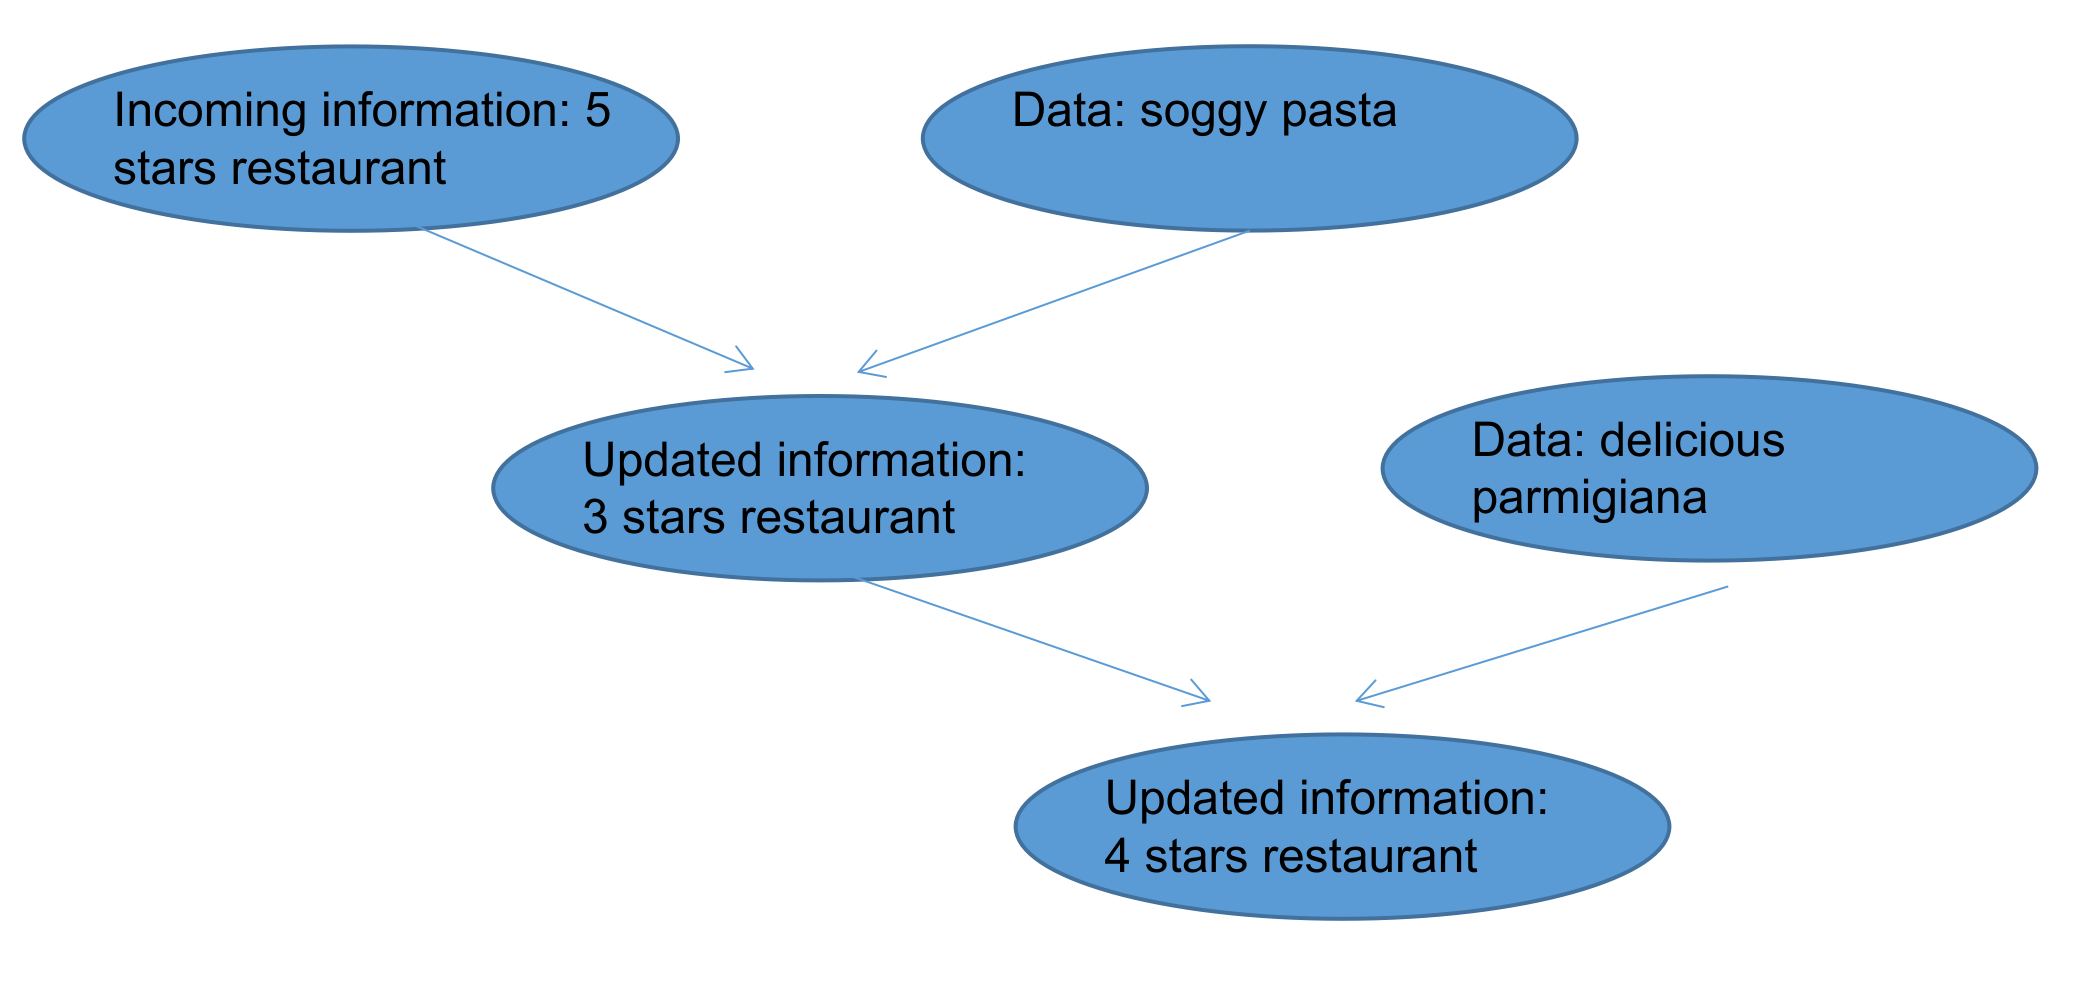 Incoming information: 5
stars restaurant
Data: soggy pasta
Updated information:
3 stars restaurant
Data: delicious
parmigiana
Updated information:
4 stars restaurant